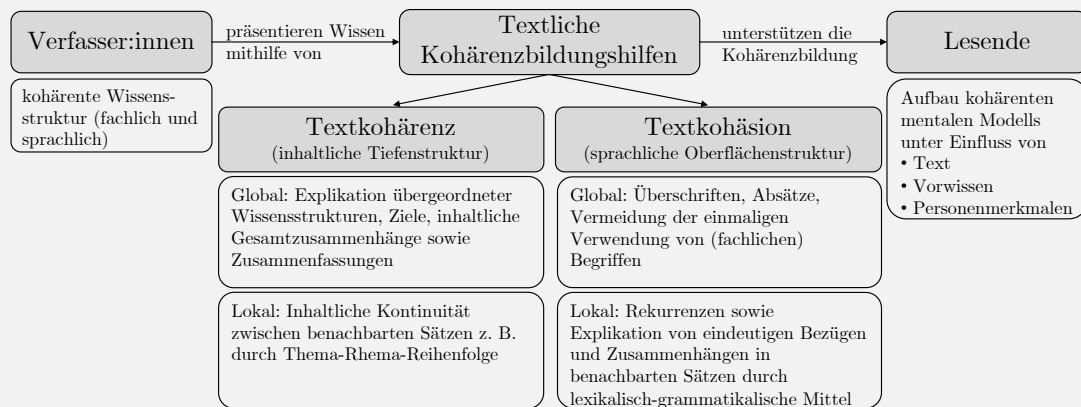 Verfasser:innen
präsentieren Wissen
mithilfe von
Textliche
Kohärenzbildungshilfen
unterstützen die
Kohärenzbildung
Lesende
kohärente Wissens-
struktur (fachlich und
sprachlich)
Aufbau kohärenten
mentalen Modells
unter Einfluss von
• Text
• Vorwissen
• Personenmerkmalen
Textkohärenz
(inhaltliche Tiefenstruktur)
Global: Explikation übergeordneter
Wissensstrukturen, Ziele, inhaltliche
Gesamtzusammenhänge sowie
Zusammenfassungen
Lokal: Inhaltliche Kontinuität
zwischen benachbarten Sätzen z. B.
durch Thema-Rhema-Reihenfolge
Textkohäsion
(sprachliche Oberflächenstruktur)
Global: Überschriften, Absätze,
Vermeidung der einmaligen
Verwendung von (fachlichen)
Begriffen
Lokal: Rekurrenzen sowie
Explikation von eindeutigen Bezügen
und Zusammenhängen in
benachbarten Sätzen durch
lexikalisch-grammatikalische Mittel